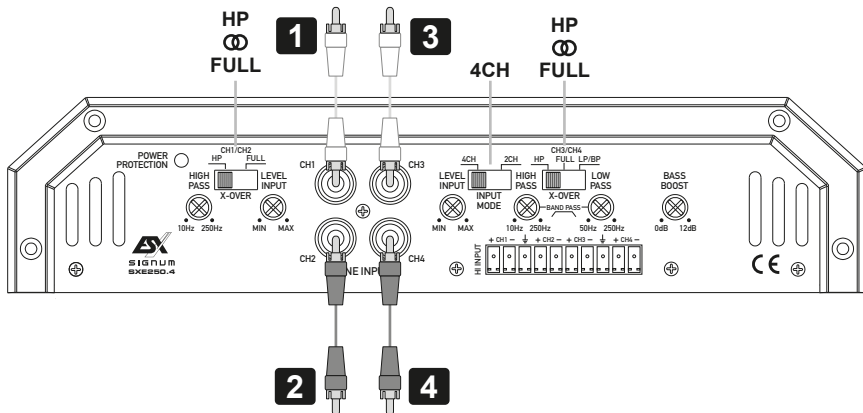 HP
FULL
1
3
4CH
HP
FULL
POWER
PROTECTION
CH1/CH2
HP
FULL
HIGH
PASS
X-OVER
LEVEL
INPUT
10Hz 250Hz
MIN MAX
CH1
CH3
CH2
CH4
NE INPU
LEVEL
INPUT
MIN MAX
4CH
2CH
INPUT
MODE
HIGH
PASS
10Hz 250Hz
CH3/CH4
HP
FULL
LP/BP
X-OVER
BAND PASS
LOW
PASS
50Hz 250Hz
BASS
BOOST
0dB 12dB
HI INPUT
+ CH1 −
+ CH2 −
+ CH3 −
+ CH4 −
ESX
SIGNUM
SXE250.4
CE
2
4